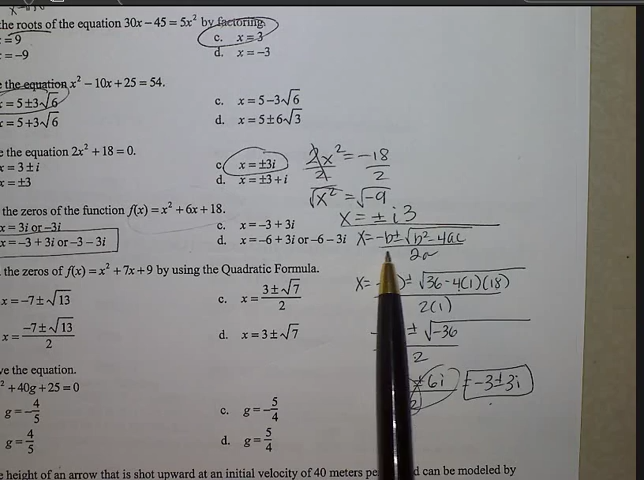 the roots of the equation 30x − 45 = 5x² by factoring.
= 9
c. x = 3
= −9
d. x = −3
the equation x² − 10x + 25 = 54.
= 5 ± 3√6
c. x = 5 − 3√6
= 5 + 3√6
d. x = 5 ± 6√3
e the equation 2x² + 18 = 0.
x = 3 ± i
c. x = ±3i
x = ±3
d. x = ±3 + i
2x² = −18
2 2
√x² = √−9
x = ± i 3
the zeros of the function f(x) = x² + 6x + 18.
x = 3i or −3i
c. x = −3 + 3i
x = −3 + 3i or −3 − 3i
d. x = −6 + 3i or −6 − 3i
x = −b ± √b² − 4ac
2a
x = ) ± √36 − 4(1)(18)
2(1)
± √−36
2
± 6i = −3 ± 3i
2
the zeros of f(x) = x² + 7x + 9 by using the Quadratic Formula.
x = −7 ± √13
c. x = (3 ± √7)/2
x = (−7 ± √13)/2
d. x = 3 ± √7
ve the equation.
² + 40g + 25 = 0
g = −4/5
c. g = −5/4
g = 4/5
d. g = 5/4
e height of an arrow that is shot upward at an initial velocity of 40 meters pe d can be modeled by